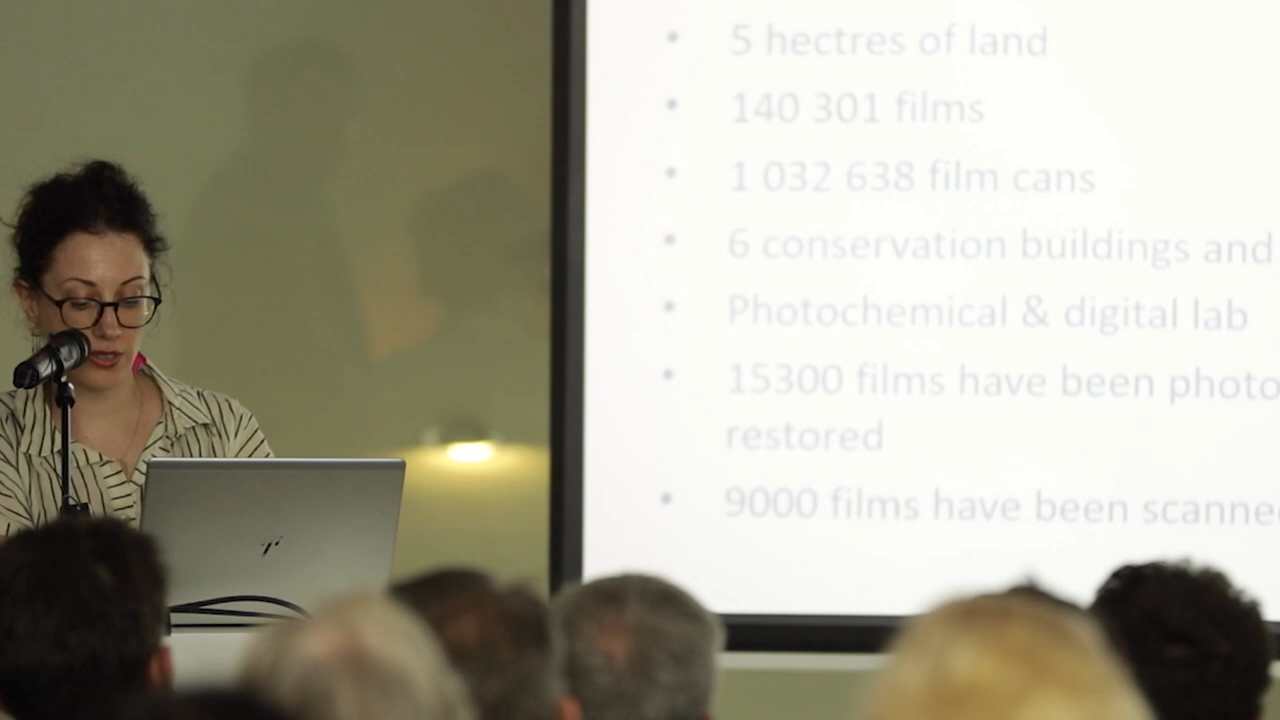 • 5 hectres of land
• 140 301 films
• 1 032 638 film cans
• 6 conservation buildings and
• Photochemical & digital lab
• 15300 films have been photo
restored
• 9000 films have been scanne